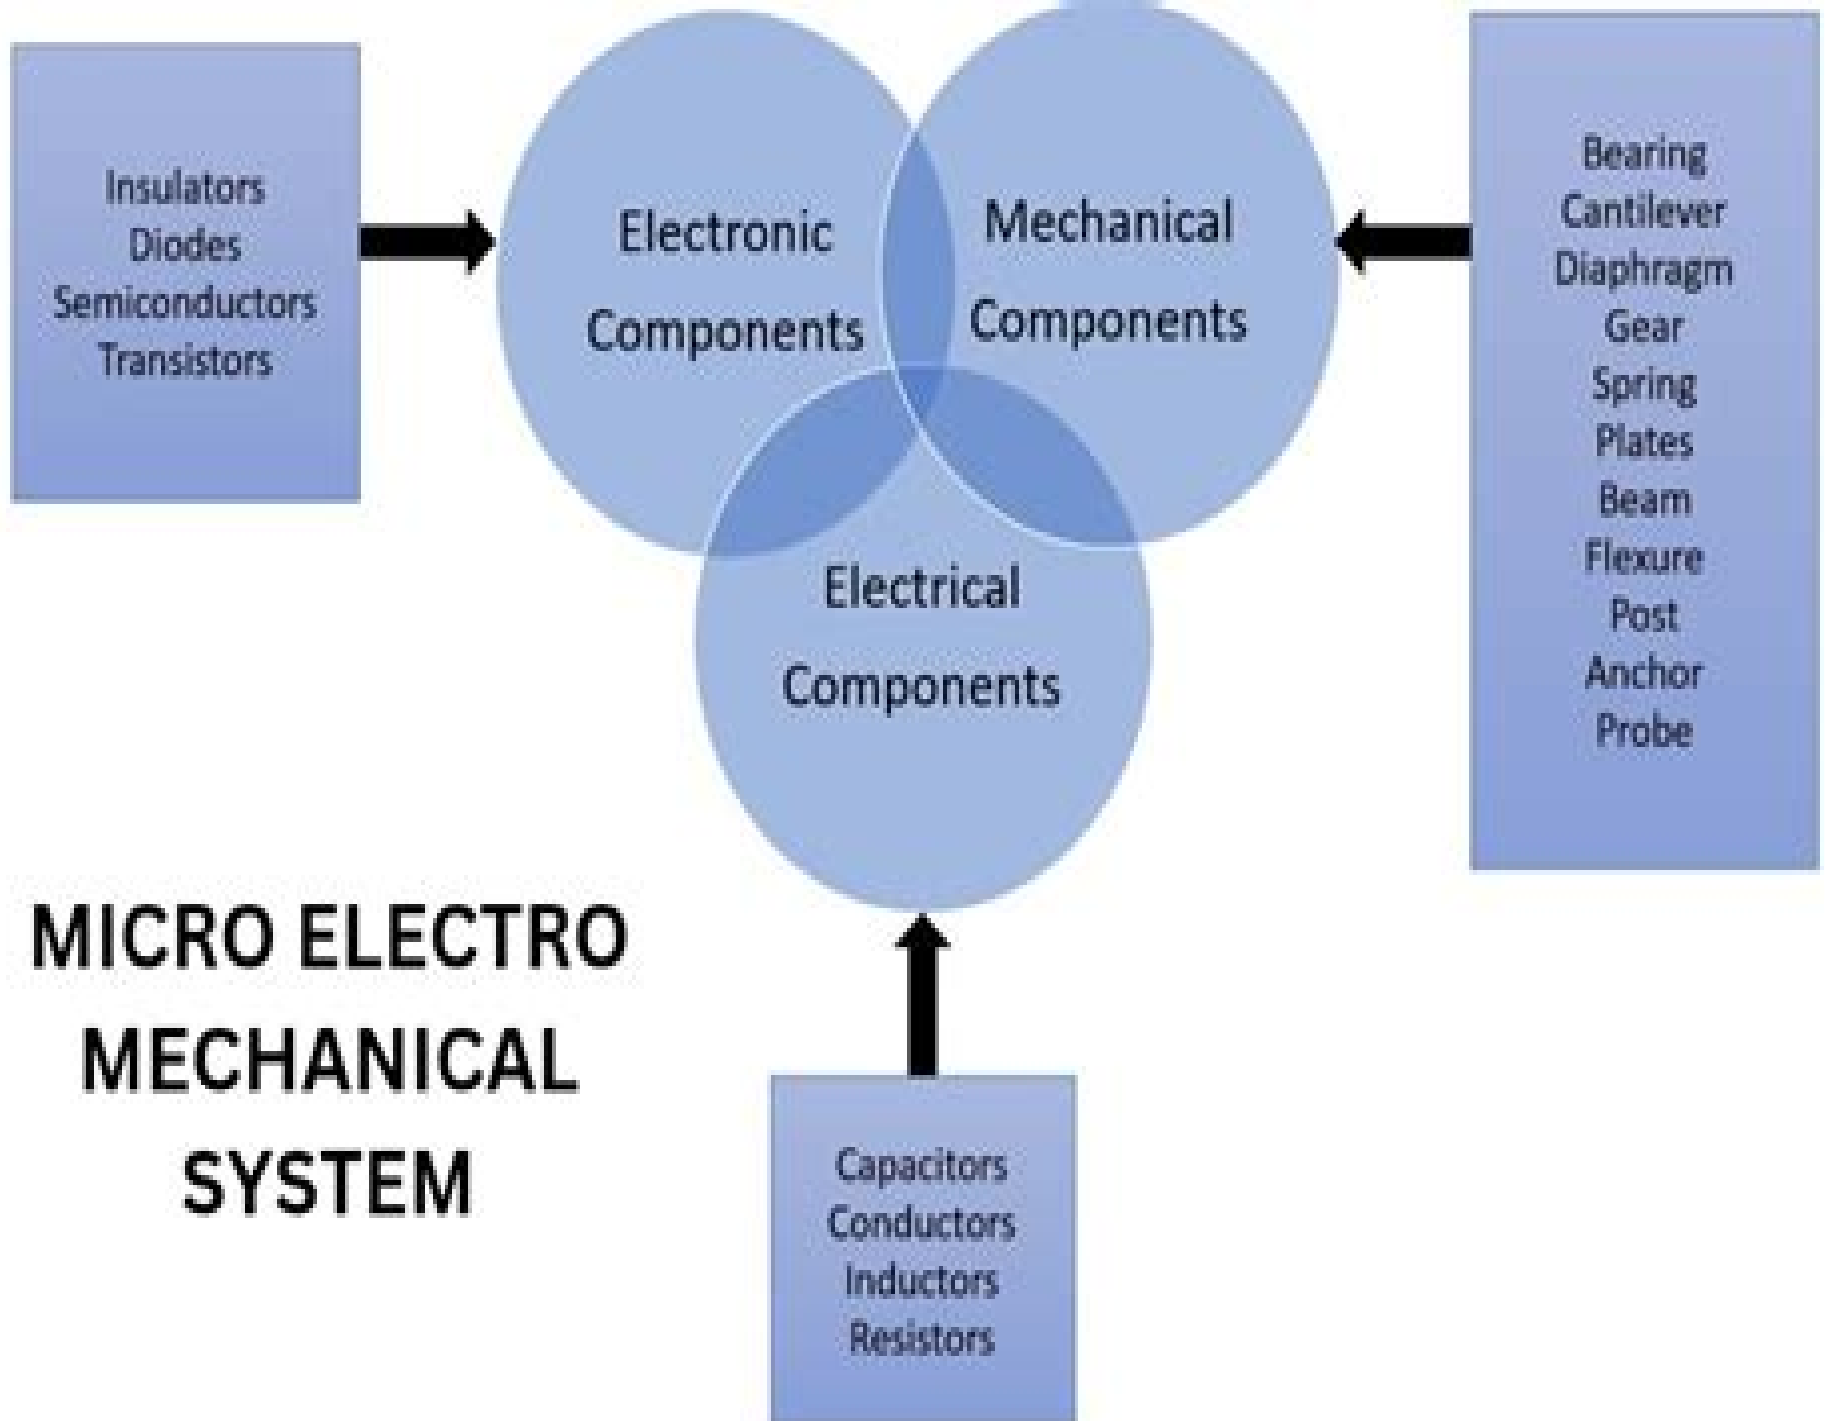 Insulators
Diodes
Semiconductors
Transistors
Electronic
Components
Mechanical
Components
Bearing
Cantilever
Diaphragm
Gear
Spring
Plates
Beam
Flexure
Post
Anchor
Probe
Electrical
Components
MICRO ELECTRO
MECHANICAL
SYSTEM
Capacitors
Conductors
Inductors
Resistors